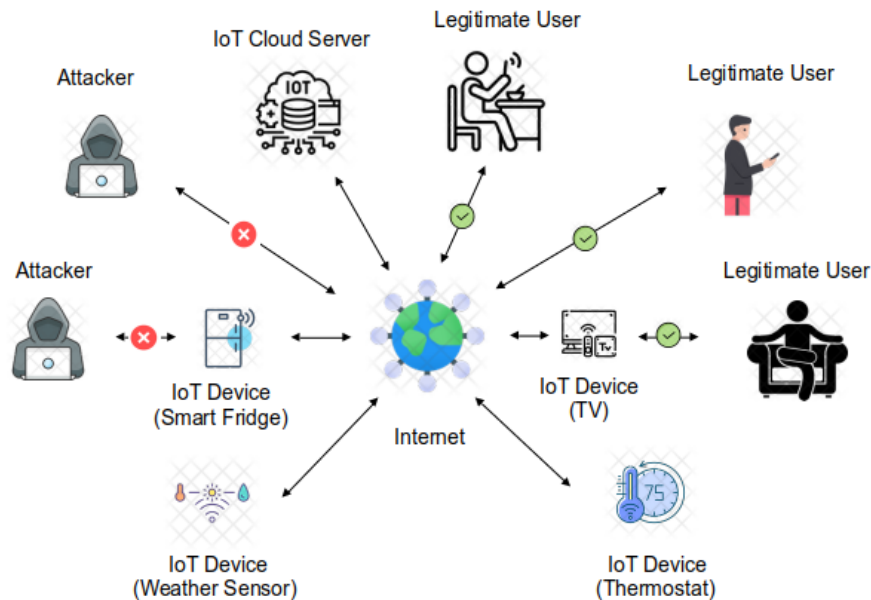 Legitimate User
IoT Cloud Server
Attacker
Legitimate User
IOT
Attacker
Legitimate User
Tv
IoT Device
(Smart Fridge)
IoT Device
(TV)
Internet
75
IoT Device
(Weather Sensor)
IoT Device
(Thermostat)